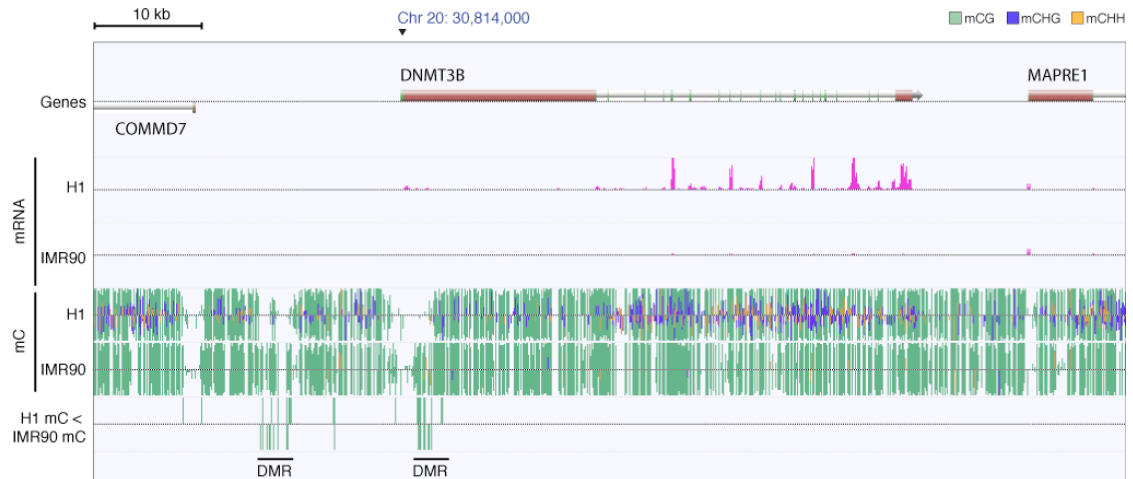 10 kb
Chr 20: 30,814,000
mCG mCHG mCHH
DNMT3B
MAPRE1
Genes
COMMD7
mRNA
H1
IMR90
mC
H1
IMR90
H1 mC <
IMR90 mC
DMR
DMR